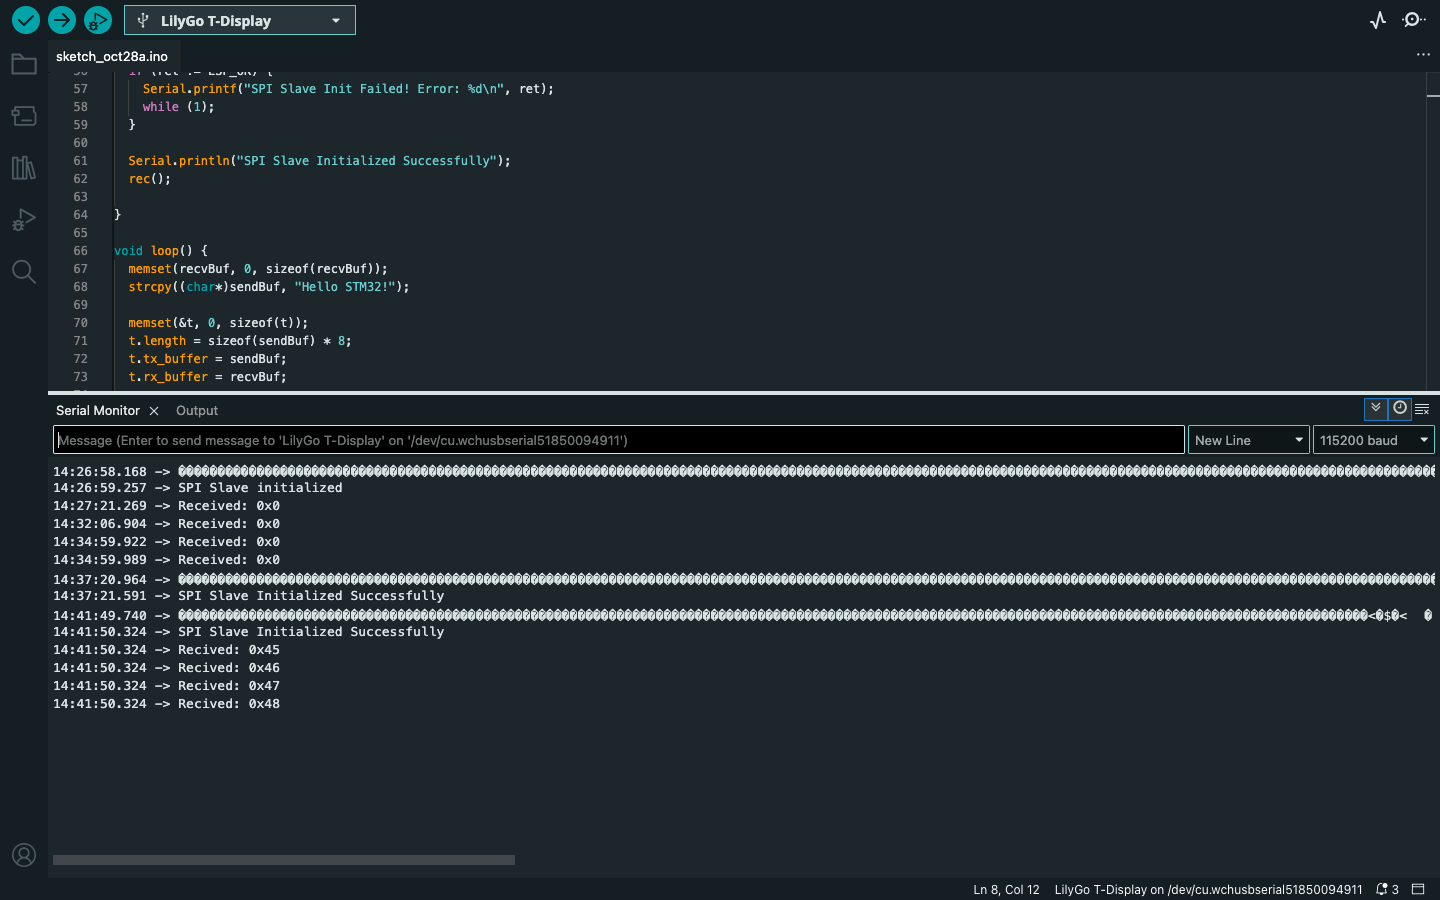 LilyGo T-Display
sketch_oct28a.ino
57 Serial.printf("SPI Slave Init Failed! Error: %d\n", ret);
58 while (1);
59 }
60
61 Serial.println("SPI Slave Initialized Successfully");
62 rec();
63
64 }
65
66 void loop() {
67 memset(recvBuf, 0, sizeof(recvBuf));
68 strcpy((char*)sendBuf, "Hello STM32!");
69
70 memset(&t, 0, sizeof(t));
71 t.length = sizeof(sendBuf) * 8;
72 t.tx_buffer = sendBuf;
73 t.rx_buffer = recvBuf;
Serial Monitor Output
Message (Enter to send message to 'LilyGo T-Display' on '/dev/cu.wchusbserial51850094911') New Line 115200 baud
14:26:58.168 ->
14:26:59.257 -> SPI Slave initialized
14:27:21.269 -> Received: 0x0
14:32:06.904 -> Received: 0x0
14:34:59.922 -> Received: 0x0
14:34:59.989 -> Received: 0x0
14:37:20.964 ->
14:37:21.591 -> SPI Slave Initialized Successfully
14:41:49.740 -> <�$�< �
14:41:50.324 -> SPI Slave Initialized Successfully
14:41:50.324 -> Recived: 0x45
14:41:50.324 -> Recived: 0x46
14:41:50.324 -> Recived: 0x47
14:41:50.324 -> Recived: 0x48
Ln 8, Col 12 LilyGo T-Display on /dev/cu.wchusbserial51850094911 3